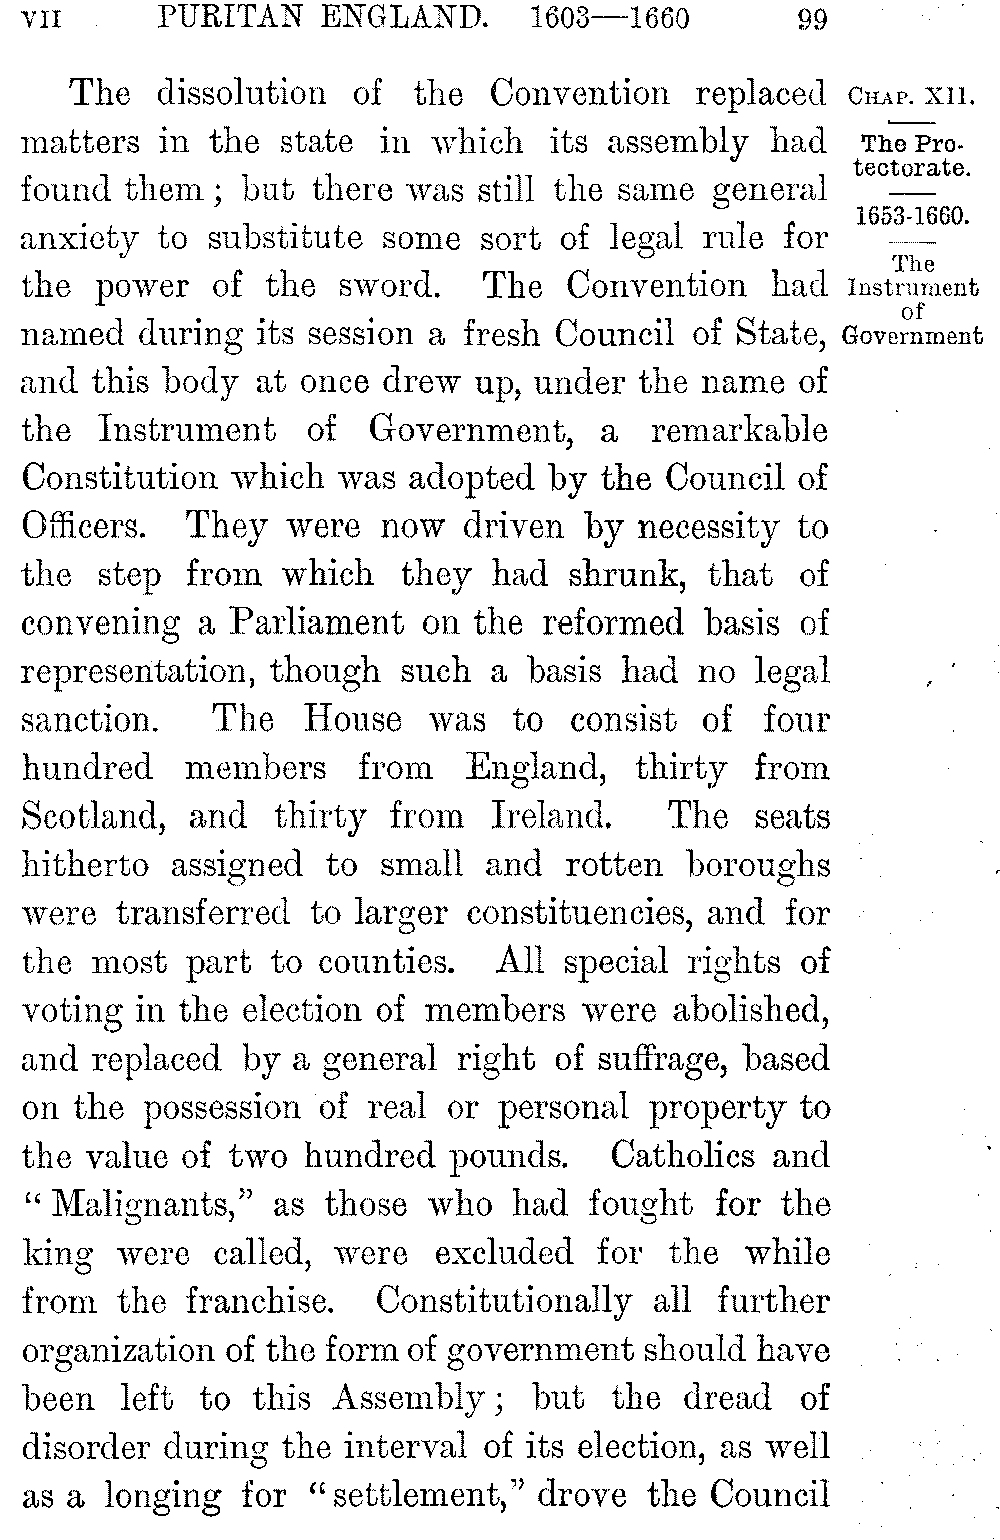 VII PURITAN ENGLAND. 1603—1660 99
The dissolution of the Convention replaced
matters in the state in which its assembly had
found them; but there was still the same general
anxiety to substitute some sort of legal rule for
the power of the sword. The Convention had
named during its session a fresh Council of State,
and this body at once drew up, under the name of
the Instrument of Government, a remarkable
Constitution which was adopted by the Council of
Officers. They were now driven by necessity to
the step from which they had shrunk, that of
convening a Parliament on the reformed basis of
representation, though such a basis had no legal
sanction. The House was to consist of four
hundred members from England, thirty from
Scotland, and thirty from Ireland. The seats
hitherto assigned to small and rotten boroughs
were transferred to larger constituencies, and for
the most part to counties. All special rights of
voting in the election of members were abolished,
and replaced by a general right of suffrage, based
on the possession of real or personal property to
the value of two hundred pounds. Catholics and
“Malignants,” as those who had fought for the
king were called, were excluded for the while
from the franchise. Constitutionally all further
organization of the form of government should have
been left to this Assembly; but the dread of
disorder during the interval of its election, as well
as a longing for “settlement,” drove the Council
CHAP. XII.
The Pro-
tectorate.
1653-1660.
The
Instrument
of
Government